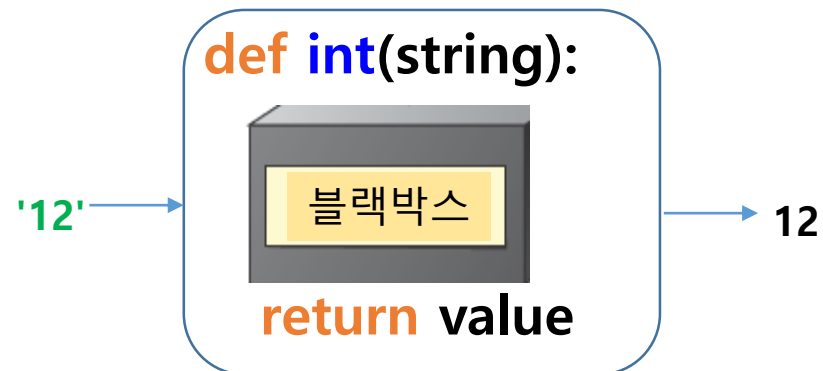 def int(string):
'12'
블랙박스
12
return value